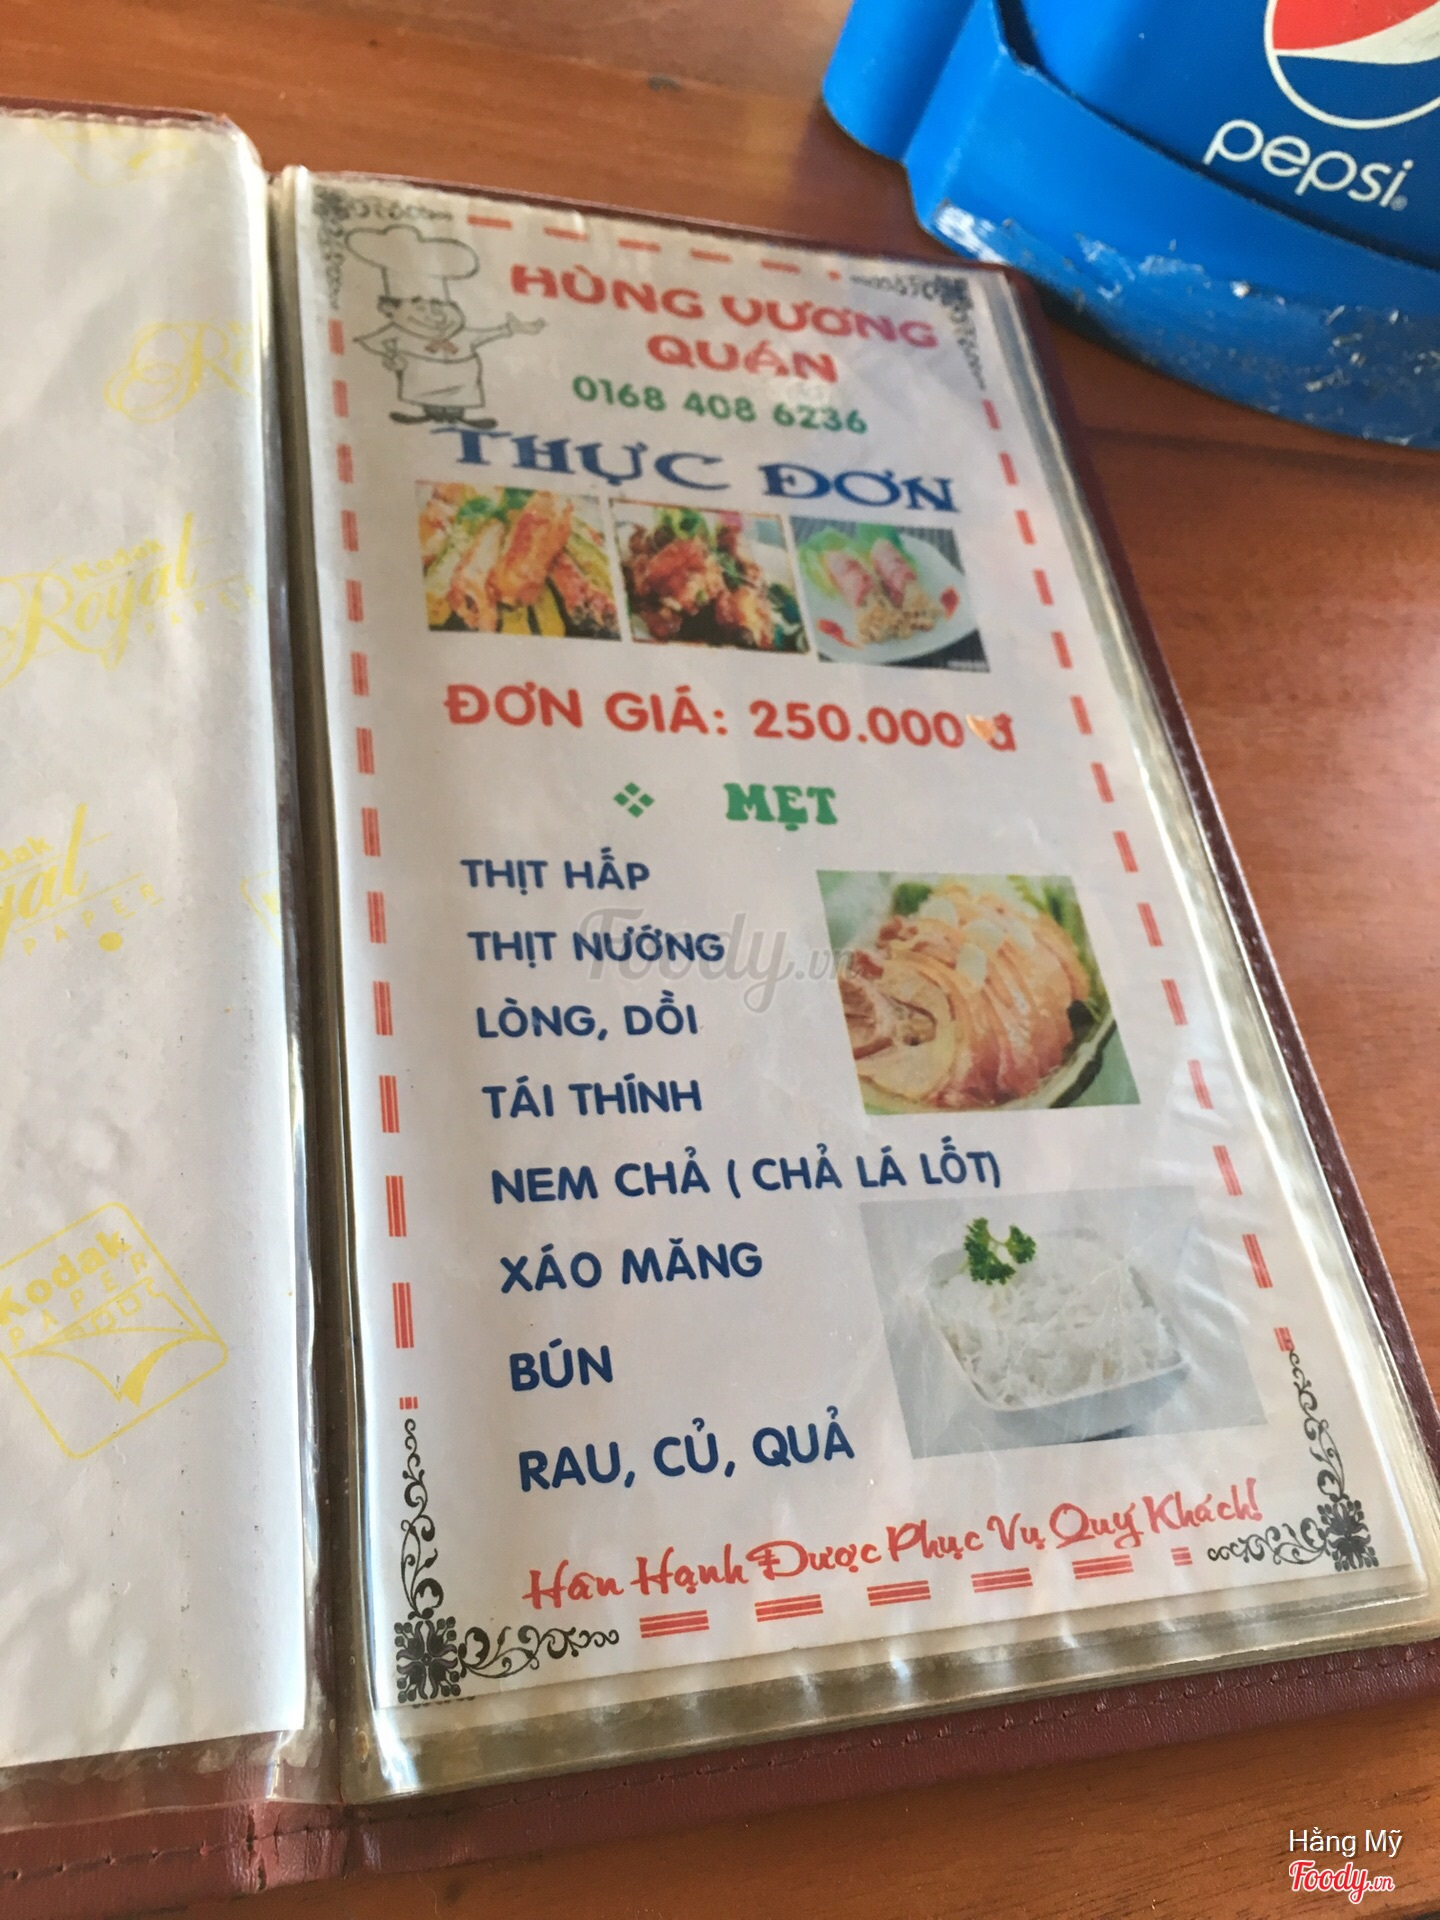 pepsi
HÙNG VƯƠNG
QUÁN
0168 408 6236
THỰC ĐƠN
ĐƠN GIÁ: 250.000 đ
MẸT
THỊT HẤP
THỊT NƯỚNG
LÒNG, DỒI
TÁI THÍNH
NEM CHẢ ( CHẢ LÁ LỐT)
XÁO MĂNG
BÚN
RAU, CỦ, QUẢ
Hân Hạnh Được Phục Vụ Quý Khách!
Foody.vn
Kodak
Royal
PAPER
Kodak
Royal
PAPER
Kodak
PAPER
Hằng Mỹ
Foody.vn